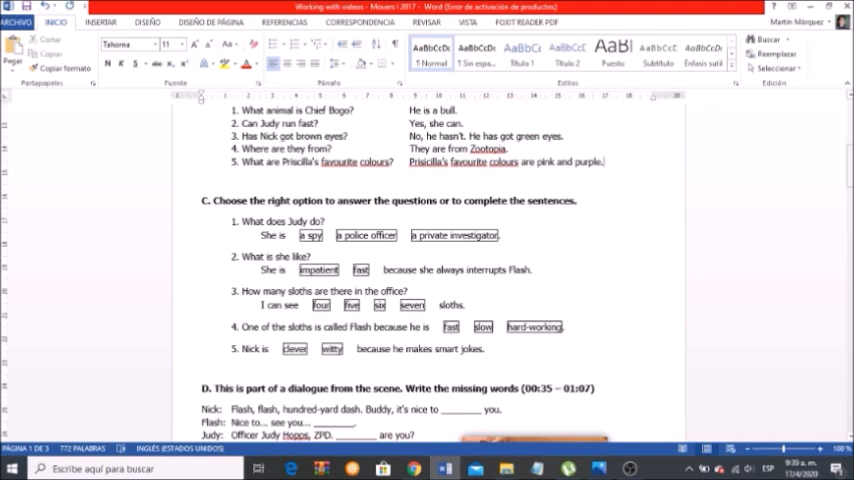 Working with videos - Movers I 2017 - Word (Error de activación de productos)
ARCHIVO INICIO INSERTAR DISEÑO DISEÑO DE PÁGINA REFERENCIAS CORRESPONDENCIA REVISAR VISTA FOXIT READER PDF Martín Márquez
Pegar Cortar
Copiar
Copiar formato
Tahoma 11
AaBbCcDc AaBbCcDc AaBbCc AaBbCcC AaBl AaBbCcC AaBbCcDc
¶ Normal ¶ Sin espa... Título 1 Título 2 Puesto Subtítulo Énfasis sutil
Buscar
Reemplazar
Seleccionar
Portapapeles Fuente Párrafo Estilos Edición
1. What animal is Chief Bogo? He is a bull.
2. Can Judy run fast? Yes, she can.
3. Has Nick got brown eyes? No, he hasn't. He has got green eyes.
4. Where are they from? They are from Zootopia.
5. What are Priscilla's favourite colours? Prisicilla's favourite colours are pink and purple.
C. Choose the right option to answer the questions or to complete the sentences.
1. What does Judy do?
She is a spy a police officer a private investigator.
2. What is she like?
She is impatient fast because she always interrupts Flash.
3. How many sloths are there in the office?
I can see four five six seven sloths.
4. One of the sloths is called Flash because he is fast slow hard-working.
5. Nick is clever witty because he makes smart jokes.
D. This is part of a dialogue from the scene. Write the missing words (00:35 – 01:07)
Nick: Flash, flash, hundred-yard dash. Buddy, it's nice to ________ you.
Flash: Nice to... see you... ________.
Judy: Officer Judy Hopps, ZPD. ________ are you?
PÁGINA 1 DE 3 772 PALABRAS INGLÉS (ESTADOS UNIDOS) 100 %
Escribe aquí para buscar
ESP
9:39 a. m.
17/4/2020